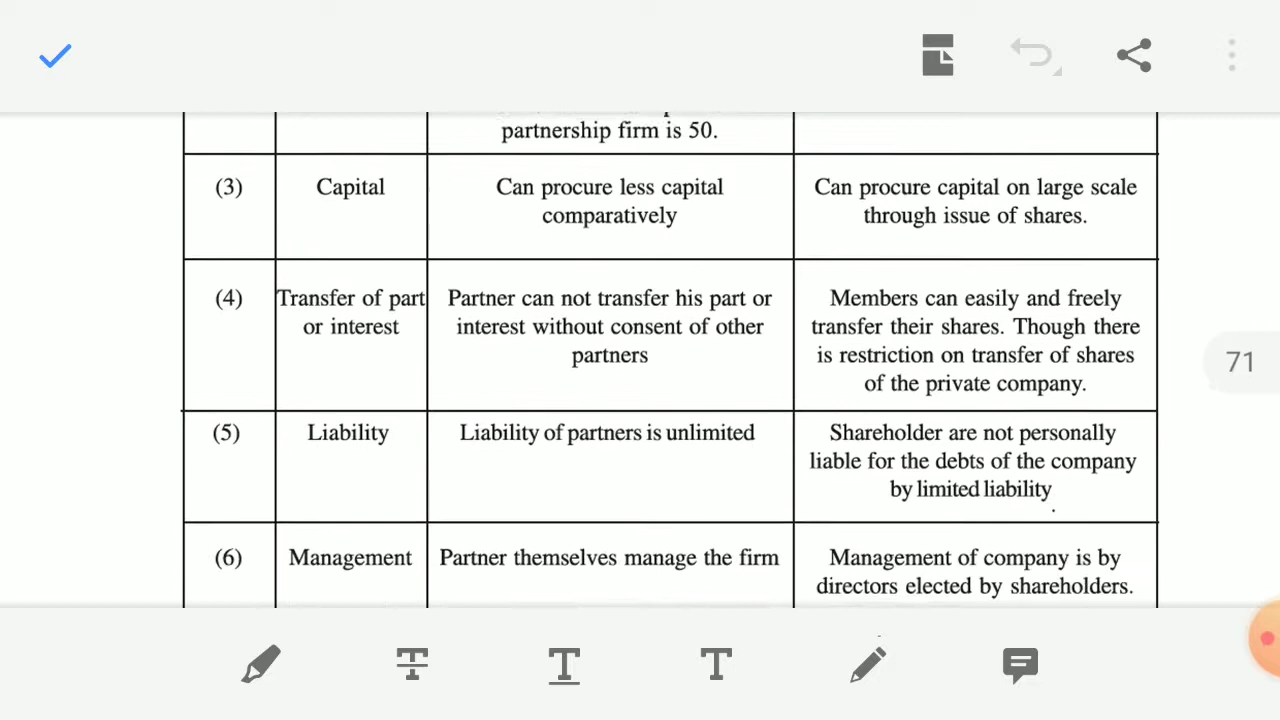 partnership firm is 50.
(3) Capital Can procure less capital Can procure capital on large scale
comparatively through issue of shares.
(4) Transfer of part Partner can not transfer his part or Members can easily and freely
or interest interest without consent of other transfer their shares. Though there
partners is restriction on transfer of shares
of the private company.
71
(5) Liability Liability of partners is unlimited Shareholder are not personally
liable for the debts of the company
by limited liability
(6) Management Partner themselves manage the firm Management of company is by
directors elected by shareholders.
T T T